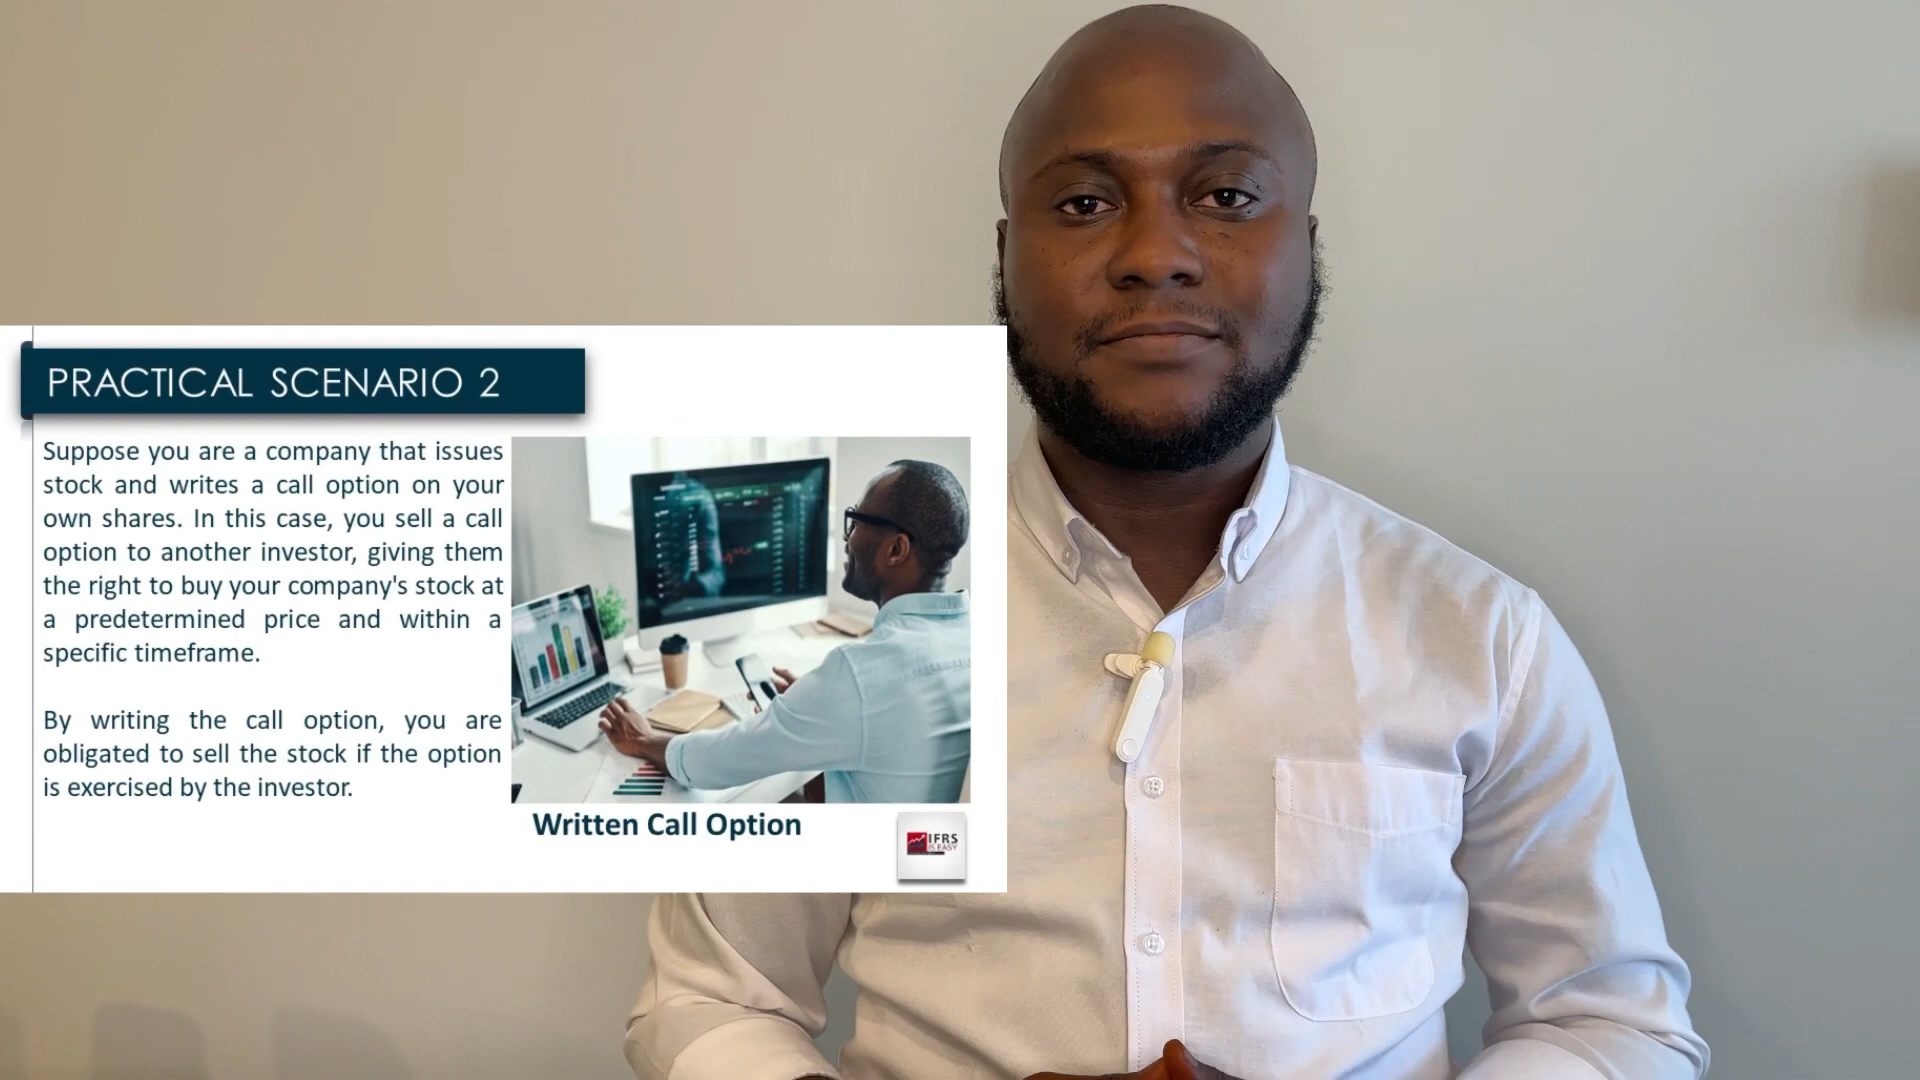 PRACTICAL SCENARIO 2
Suppose you are a company that issues
stock and writes a call option on your
own shares. In this case, you sell a call
option to another investor, giving them
the right to buy your company's stock at
a predetermined price and within a
specific timeframe.
By writing the call option, you are
obligated to sell the stock if the option
is exercised by the investor.
Written Call Option
IFRS
IS EASY